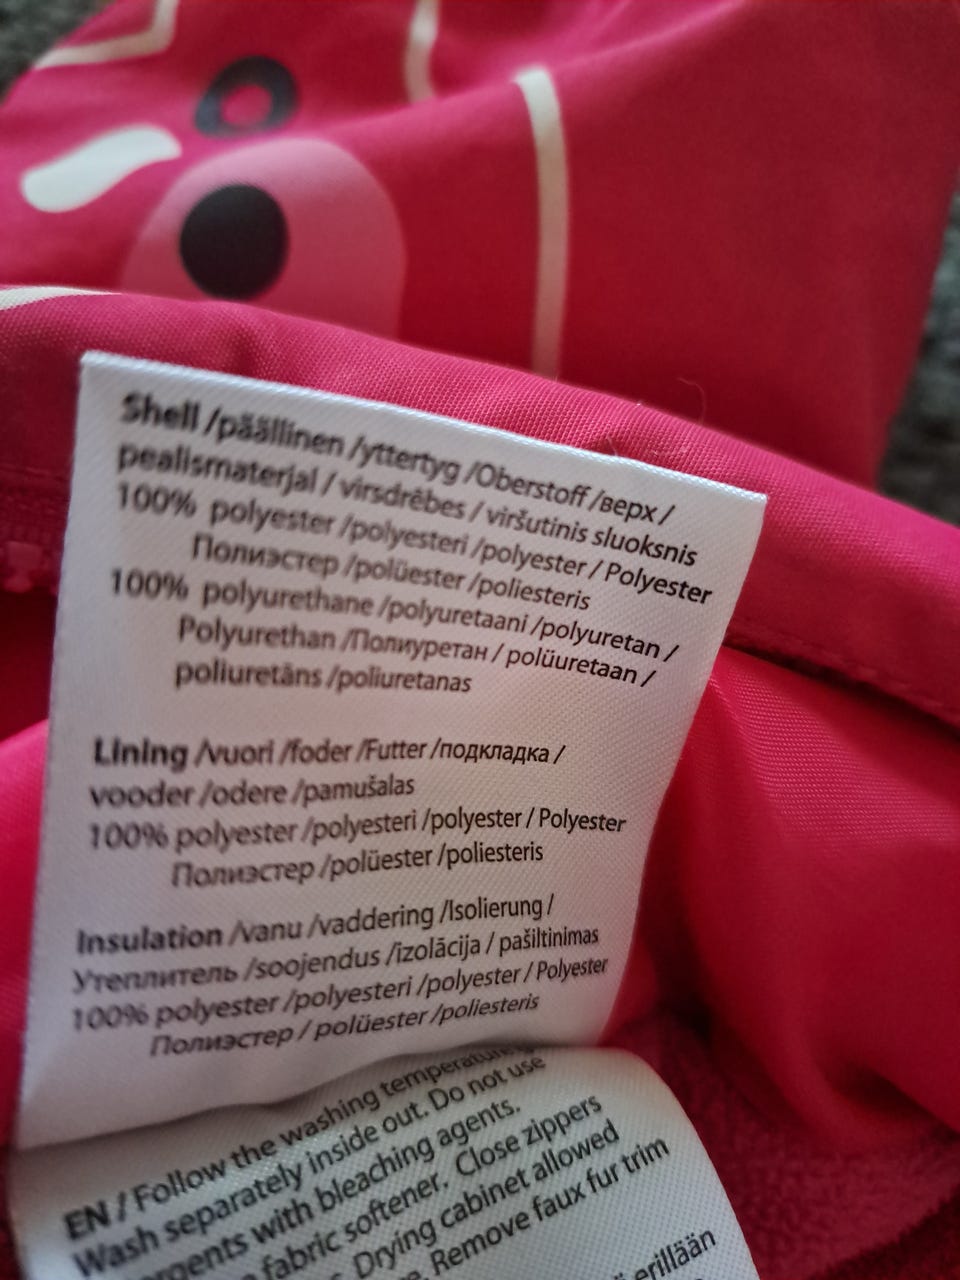 Shell /päällinen /yttertyg /Oberstoff /верх /
pealismaterjal / virsdrēbes / viršutinis sluoksnis
100% polyester /polyesteri /polyester / Polyester
Полиэстер /polüester /poliesteris
100% polyurethane /polyuretaani /polyuretan /
Polyurethan /Полиуретан / polüuretaan /
poliuretāns /poliuretanas
Lining /vuori /foder /Futter /подкладка /
vooder /odere /pamušalas
100% polyester /polyesteri /polyester / Polyester
Полиэстер /polüester /poliesteris
Insulation /vanu /vaddering /Isolierung /
Утеплитель /soojendus /izolācija / pašiltinimas
100% polyester /polyesteri /polyester / Polyester
Полиэстер / polüester /poliesteris
EN / Follow the washing temperature
Wash separately inside out. Do not use
ergents with bleaching agents.
fabric softener. Close zippers
Drying cabinet allowed
Remove faux fur trim
erillään